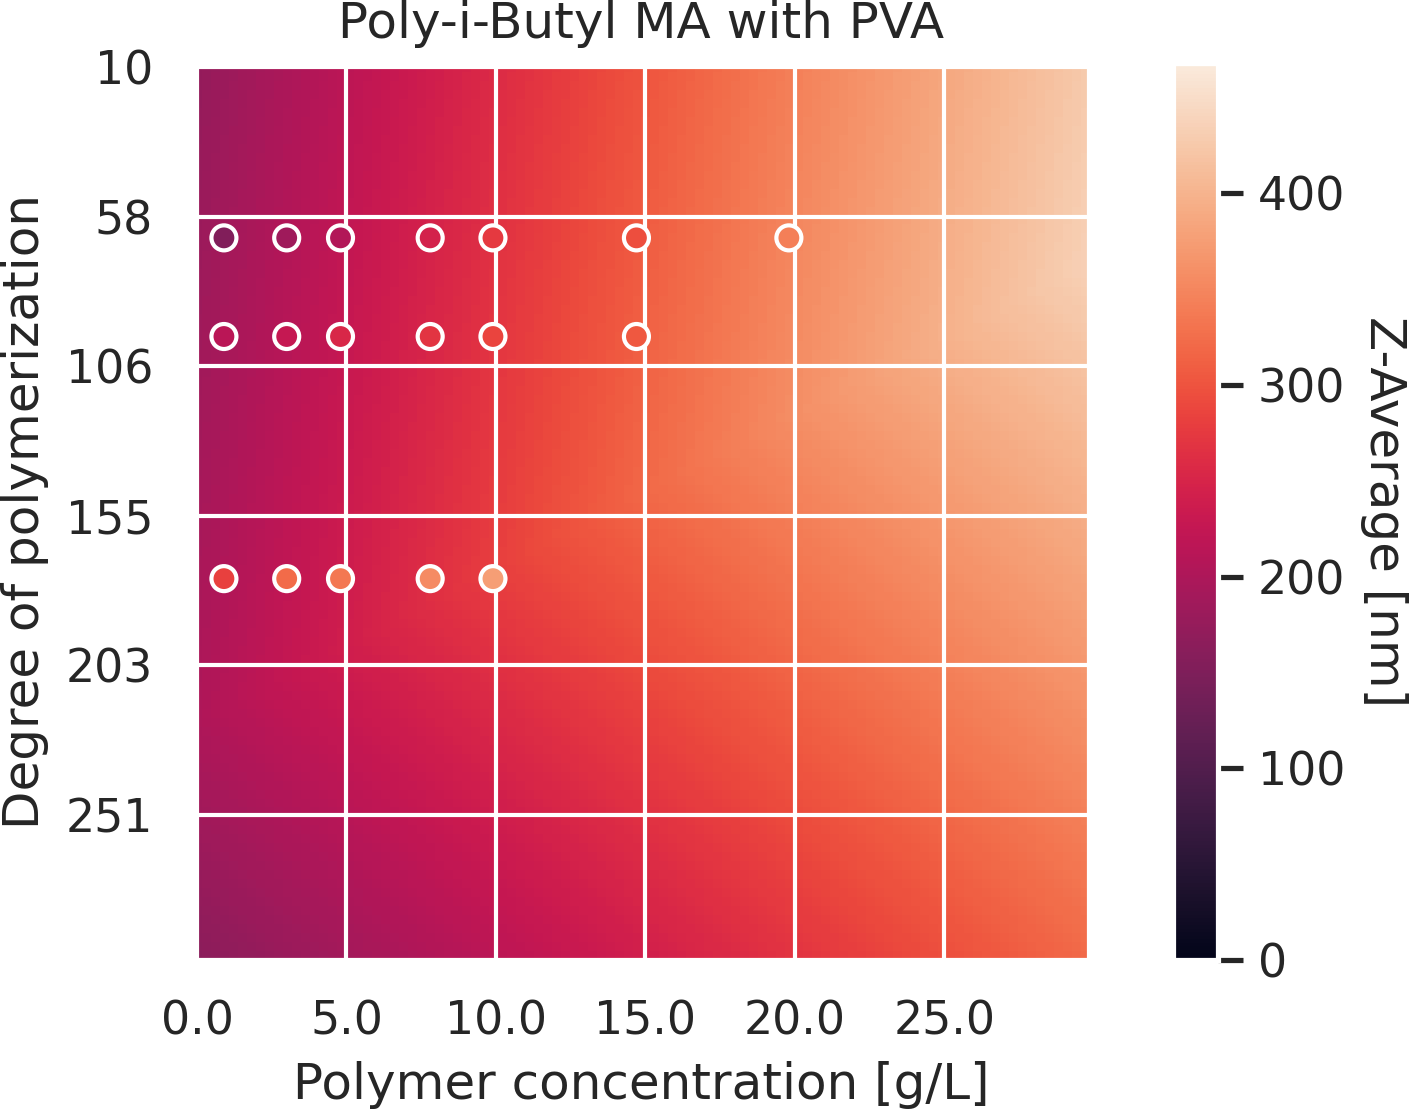 Poly-i-Butyl MA with PVA
10
58
106
155
203
251
Degree of polymerization
0.0 5.0 10.0 15.0 20.0 25.0
Polymer concentration [g/L]
400
300
200
100
0
Z-Average [nm]